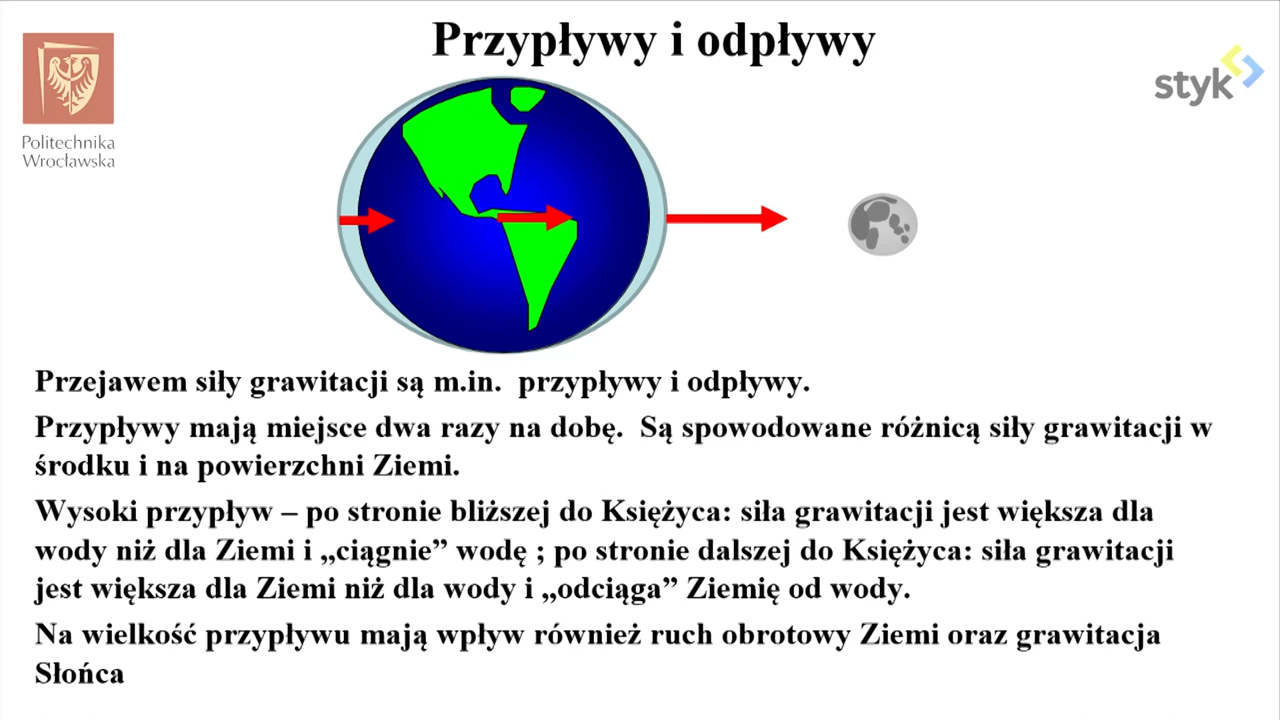 Przypływy i odpływy
Politechnika
Wrocławska
styk
Przejawem siły grawitacji są m.in.  przypływy i odpływy.
Przypływy mają miejsce dwa razy na dobę.  Są spowodowane różnicą siły grawitacji w
środku i na powierzchni Ziemi.
Wysoki przypływ – po stronie bliższej do Księżyca: siła grawitacji jest większa dla
wody niż dla Ziemi i „ciągnie” wodę ; po stronie dalszej do Księżyca: siła grawitacji
jest większa dla Ziemi niż dla wody i „odciąga” Ziemię od wody.
Na wielkość przypływu mają wpływ również ruch obrotowy Ziemi oraz grawitacja
Słońca